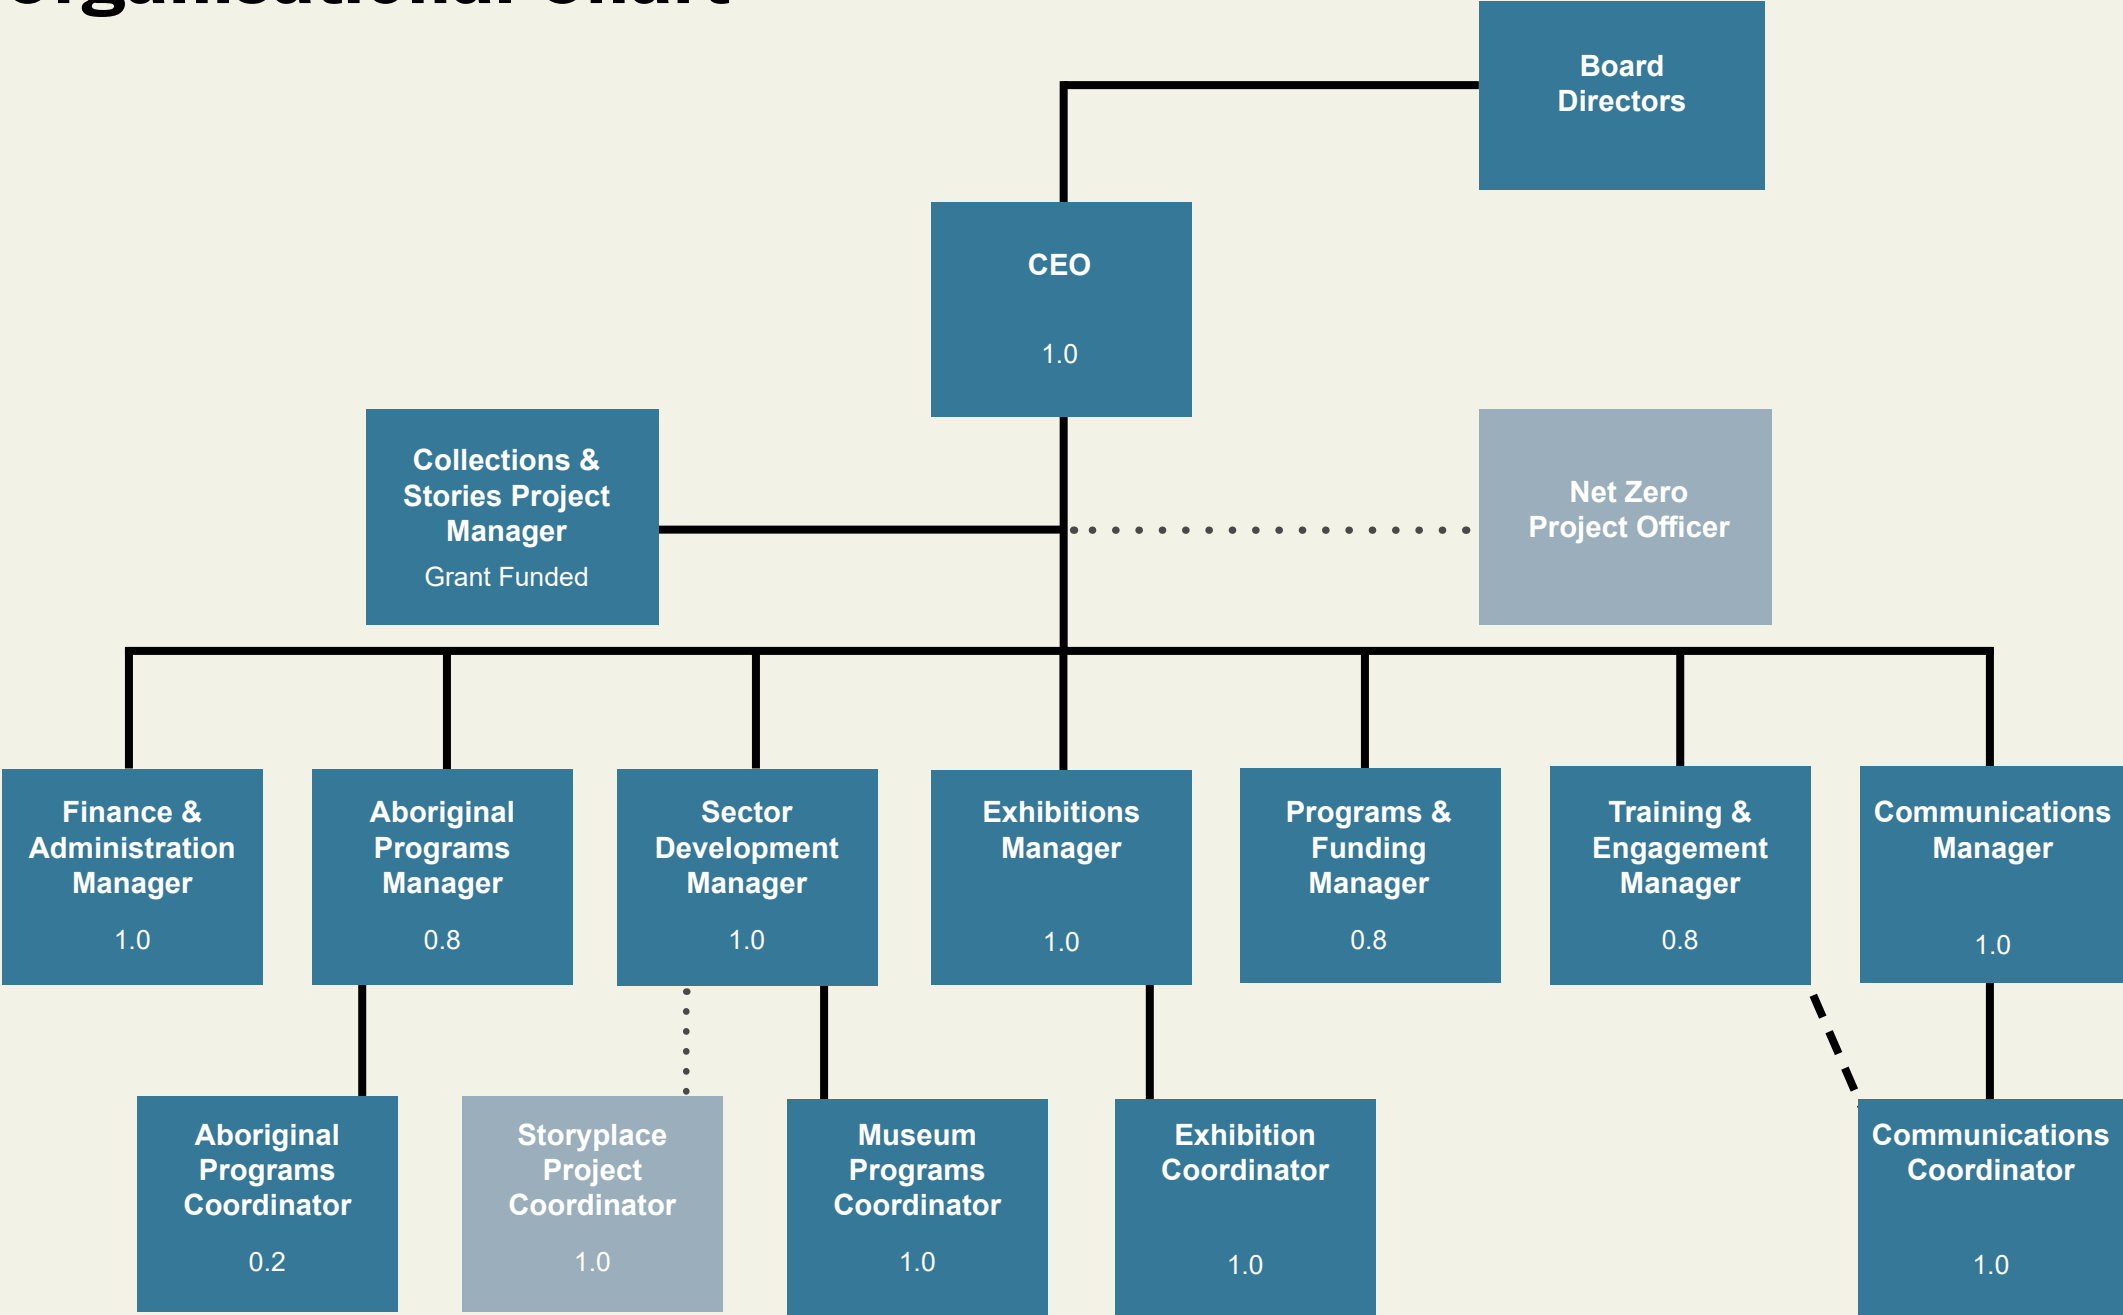 Organisational Chart
Board
Directors
CEO
1.0
Collections &
Stories Project
Manager
Grant Funded
Net Zero
Project Officer
Finance &
Administration
Manager
1.0
Aboriginal
Programs
Manager
0.8
Sector
Development
Manager
1.0
Exhibitions
Manager
1.0
Programs &
Funding
Manager
0.8
Training &
Engagement
Manager
0.8
Communications
Manager
1.0
Aboriginal
Programs
Coordinator
0.2
Storyplace
Project
Coordinator
1.0
Museum
Programs
Coordinator
1.0
Exhibition
Coordinator
1.0
Communications
Coordinator
1.0